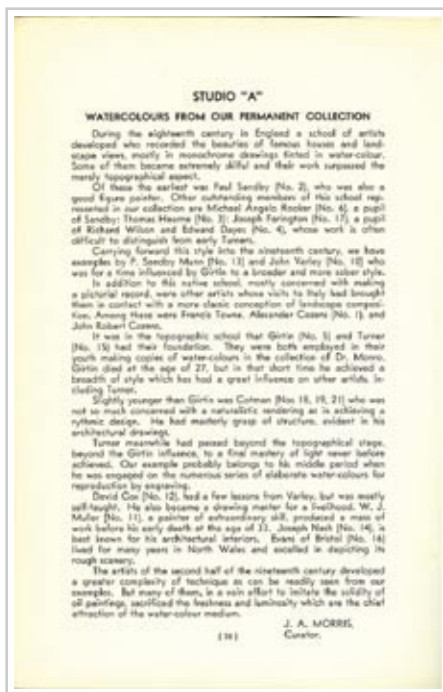 STUDIO "A"
WATERCOLOURS FROM OUR PERMANENT COLLECTION
During the eighteenth century in England a school of artists
developed who recorded the beauties of famous houses and land-
scape views, mostly in monochrome drawings tinted in water-colour.
Some of them became extremely skilful and their work surpassed the
merely topographical aspect.
Of these the earliest was Paul Sandby (No. 2), who was also a
good figure painter. Other outstanding members of this school rep-
resented in our collection are Michael Angelo Rooker (No. 6), a pupil
of Sandby; Thomas Hearne (No. 3); Joseph Farington (No. 17), a pupil
of Richard Wilson and Edward Dayes (No. 4), whose work is often
difficult to distinguish from early Turners.
Carrying forward this style into the nineteenth century, we have
examples by P. Sandby Munn (No. 13) and John Varley (No. 10) who
was for a time influenced by Girtin to a broader and more sober style.
In addition to this native school, mostly concerned with making
a pictorial record, were other artists whose visits to Italy had brought
them in contact with a more classic conception of landscape composi-
tion. Among these were Francis Towne, Alexander Cozens (No. 1), and
John Robert Cozens.
It was in the topographic school that Girtin (No. 5) and Turner
(No. 15) had their foundation. They were both employed in their
youth making copies of water-colours in the collection of Dr. Monro.
Girtin died at the age of 27, but in that short time he achieved a
breadth of style which has had a great influence on other artists, in-
cluding Turner.
Slightly younger than Girtin was Cotman (Nos 18, 19, 21) who was
not so much concerned with a naturalistic rendering as in achieving a
rythmic design. He had masterly grasp of structure, evident in his
architectural drawings.
Turner meanwhile had passed beyond the topographical stage,
beyond the Girtin influence, to a final mastery of light never before
achieved. Our example probably belongs to his middle period when
he was engaged on the numerous series of elaborate water-colours for
reproduction by engraving.
David Cox (No. 12), had a few lessons from Varley, but was mostly
self-taught. He also became a drawing master for a livelihood. W. J.
Muller (No. 11), a painter of extraordinary skill, produced a mass of
work before his early death at the age of 33. Joseph Nash (No. 14), is
best known for his architectural interiors. Evans of Bristol (No. 16)
lived for many years in North Wales and excelled in depicting its
rough scenery.
The artists of the second half of the nineteenth century developed
a greater complexity of technique as can be readily seen from our
examples. But many of them, in a vain effort to imitate the solidity of
oil paintings, sacrificed the freshness and luminosity which are the chief
attraction of the water-colour medium.
J. A. MORRIS,
Curator.